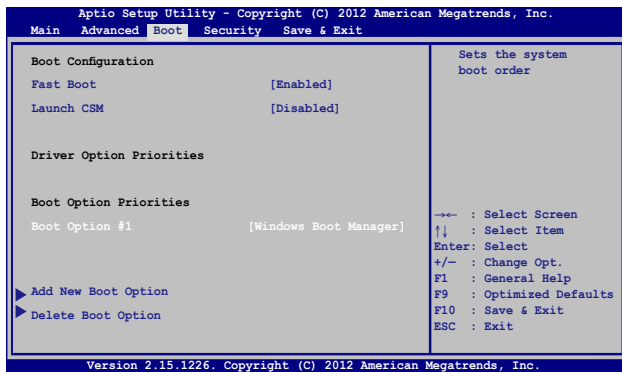 Aptio Setup Utility - Copyright (C) 2012 American Megatrends, Inc.
Main Advanced Boot Security Save & Exit
Boot Configuration
Fast Boot [Enabled]
Launch CSM [Disabled]
Driver Option Priorities
Boot Option Priorities
Boot Option #1 [Windows Boot Manager]
Add New Boot Option
Delete Boot Option
Sets the system
boot order
→← : Select Screen
↑↓ : Select Item
Enter: Select
+/— : Change Opt.
F1 : General Help
F9 : Optimized Defaults
F10 : Save & Exit
ESC : Exit
Version 2.15.1226. Copyright (C) 2012 American Megatrends, Inc.